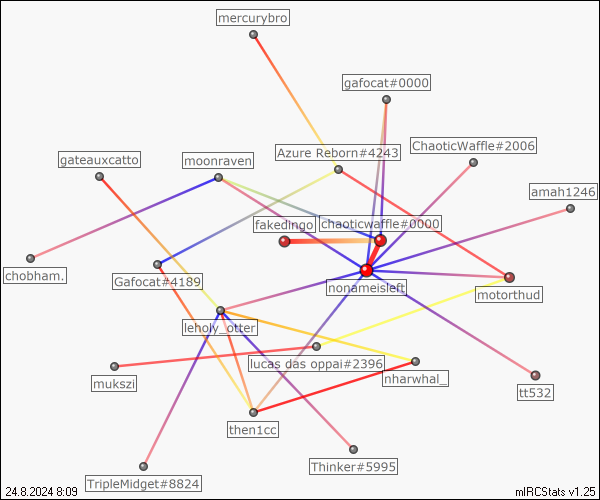 mercurybro
gafocat#0000
ChaoticWaffle#2006
Azure Reborn#4243
gateauxcatto
moonraven
amah1246
fakedingo
chaoticwaffle#0000
chobham.
Gafocat#4189
nonameisleft
motorthud
leholy_otter
lucas das oppai#2396
nharwhal_
mukszi
tt532
then1cc
Thinker#5995
TripleMidget#8824
24.8.2024 8:09
mIRCStats v1.25